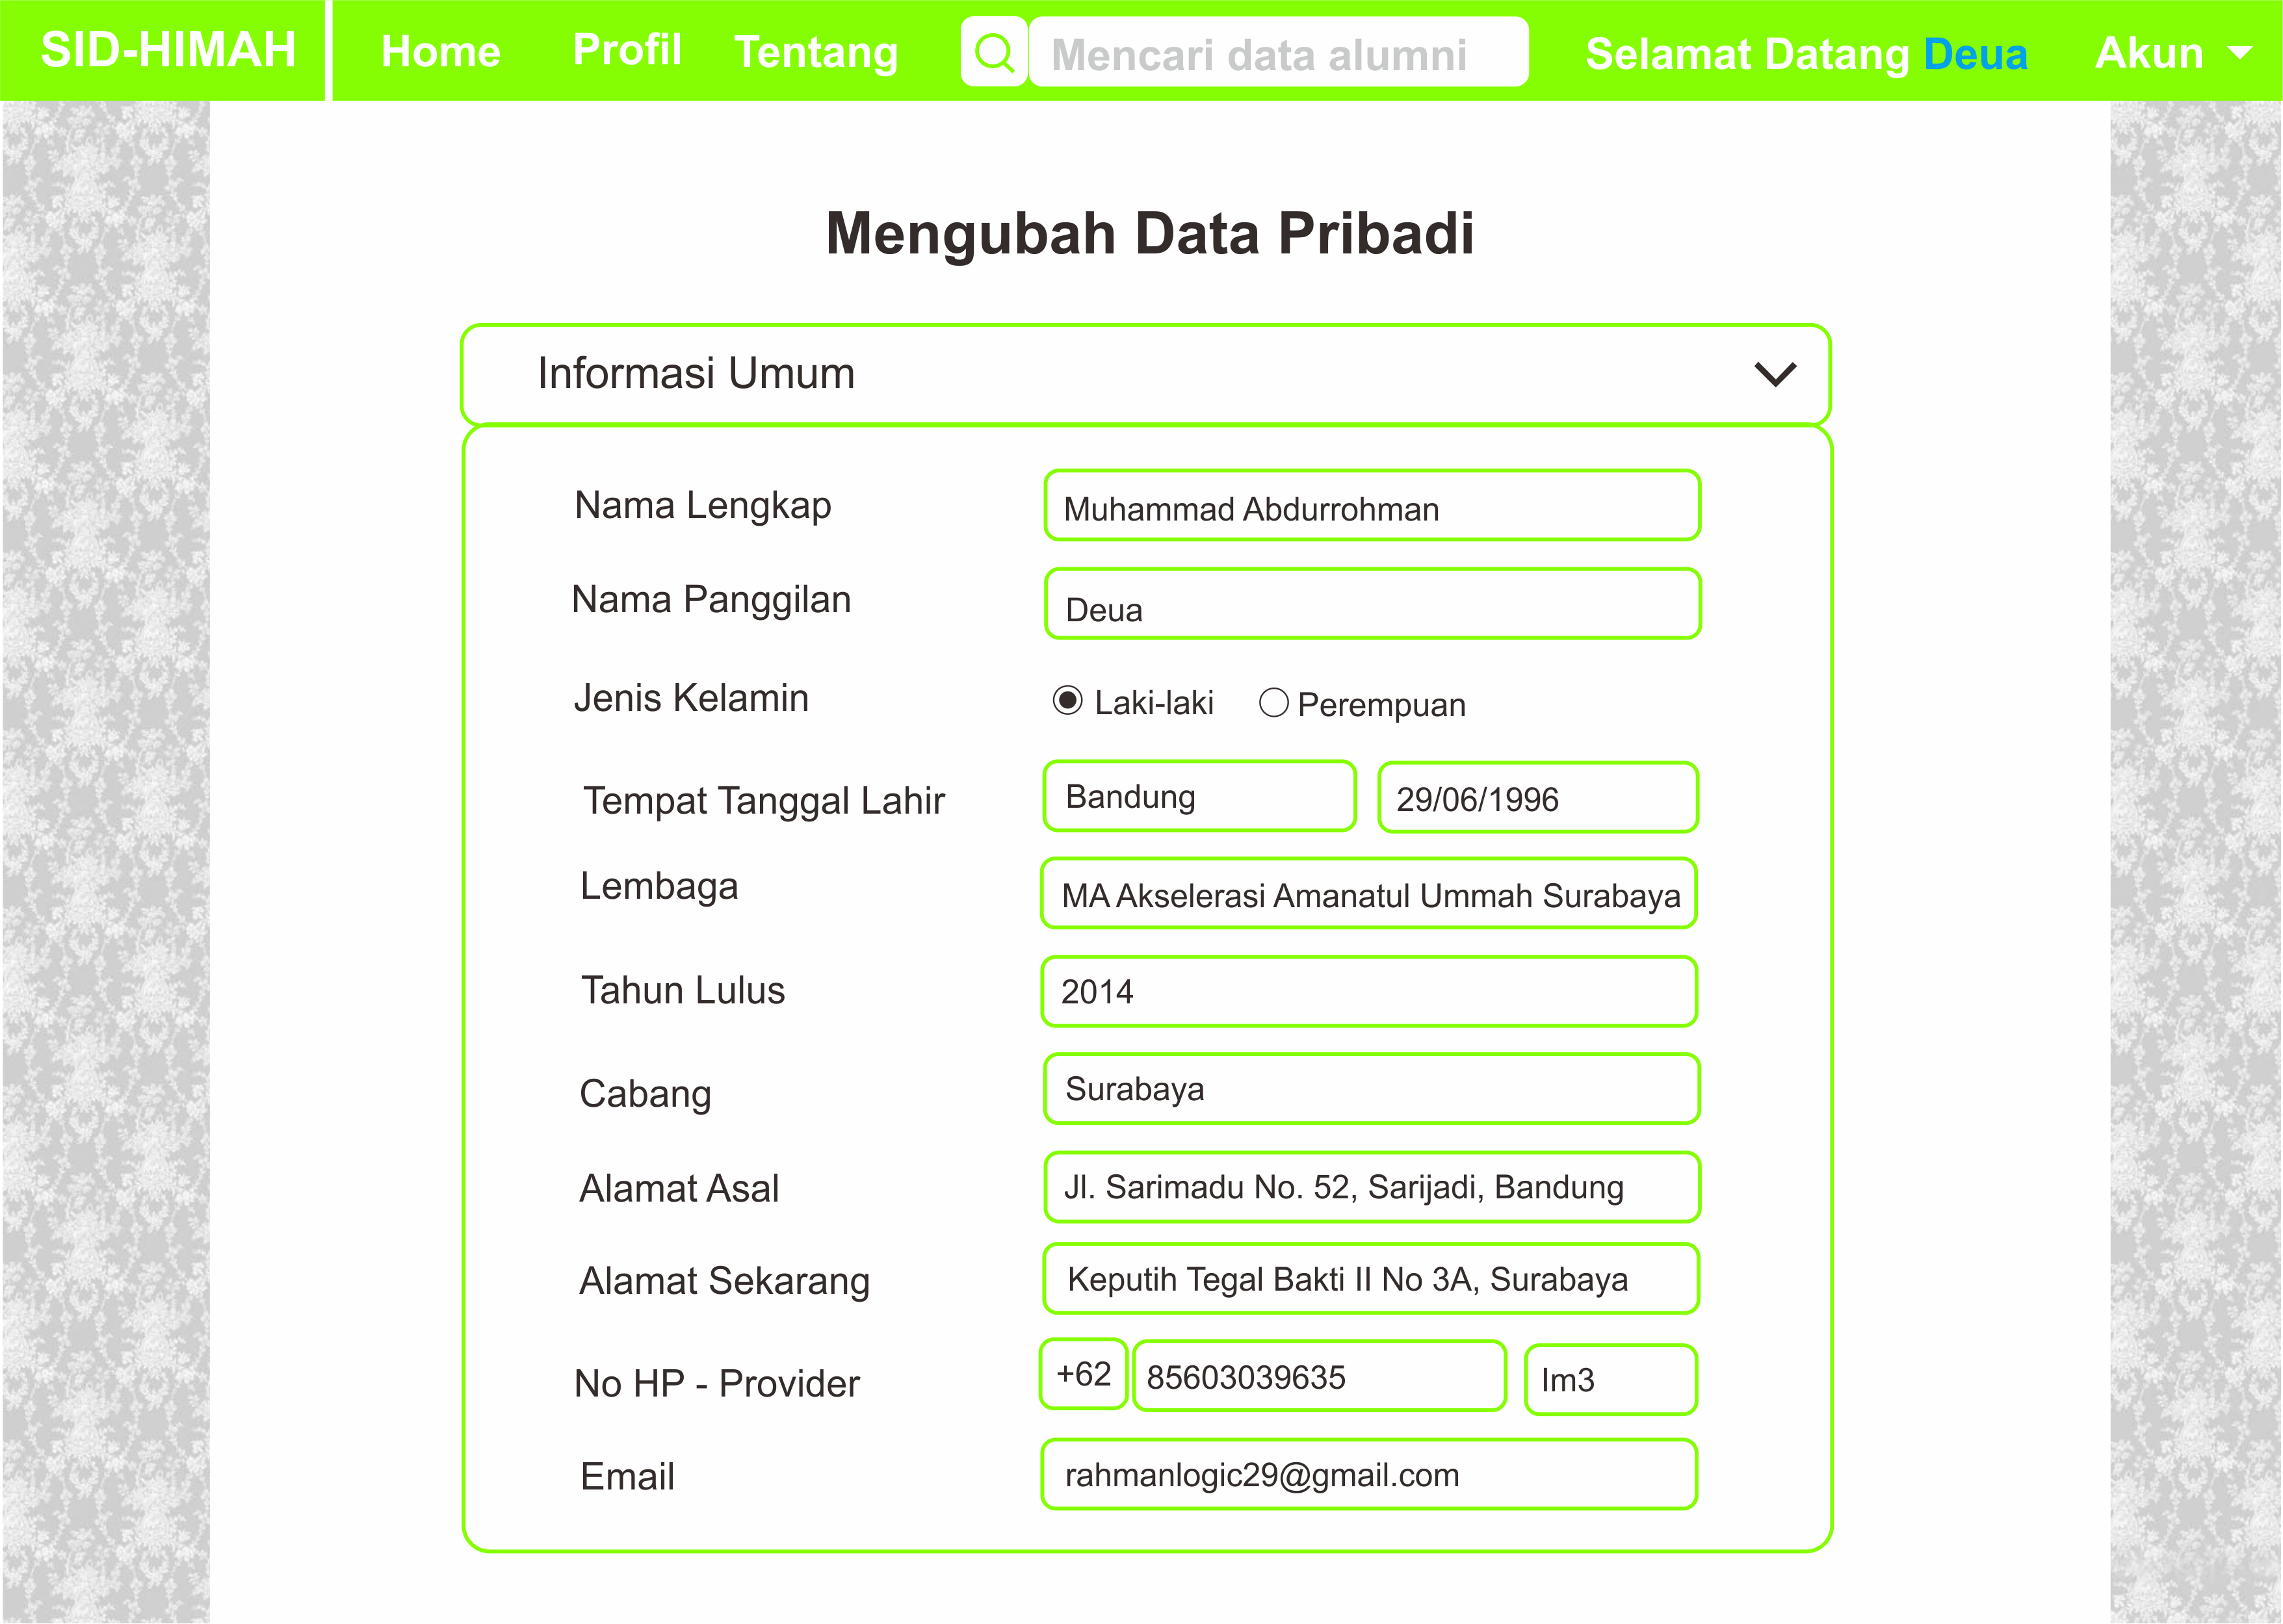 SID-HIMAH Home Profil Tentang Mencari data alumni Selamat Datang Deua Akun
Mengubah Data Pribadi
Informasi Umum
Nama Lengkap Muhammad Abdurrohman
Nama Panggilan Deua
Jenis Kelamin Laki-laki Perempuan
Tempat Tanggal Lahir Bandung 29/06/1996
Lembaga MA Akselerasi Amanatul Ummah Surabaya
Tahun Lulus 2014
Cabang Surabaya
Alamat Asal Jl. Sarimadu No. 52, Sarijadi, Bandung
Alamat Sekarang Keputih Tegal Bakti II No 3A, Surabaya
No HP - Provider +62 85603039635 Im3
Email rahmanlogic29@gmail.com